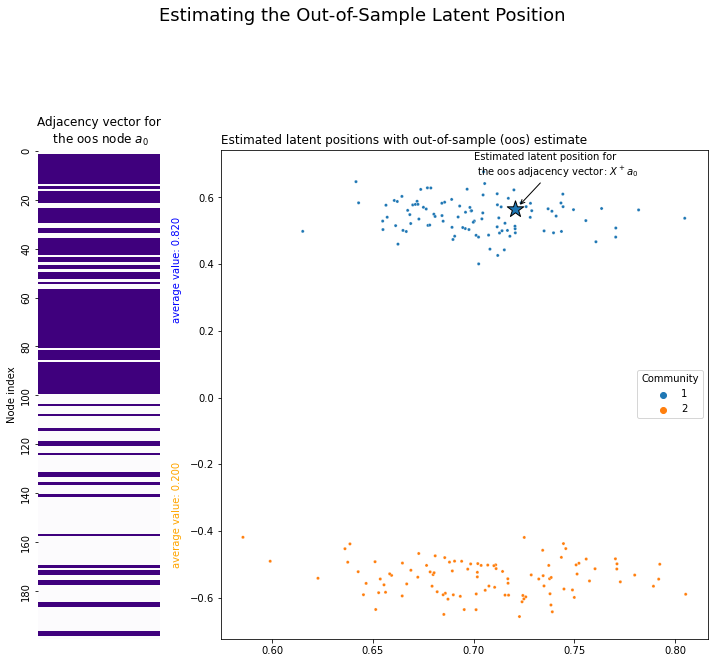 Estimating the Out-of-Sample Latent Position
Adjacency vector for
the oos node a₀
Node index
0
20
40
60
80
100
120
140
160
180
average value: 0.820
average value: 0.200
Estimated latent positions with out-of-sample (oos) estimate
Estimated latent position for
the oos adjacency vector: X⁺a₀
0.6
0.4
0.2
0.0
−0.2
−0.4
−0.6
0.60
0.65
0.70
0.75
0.80
Community
1
2